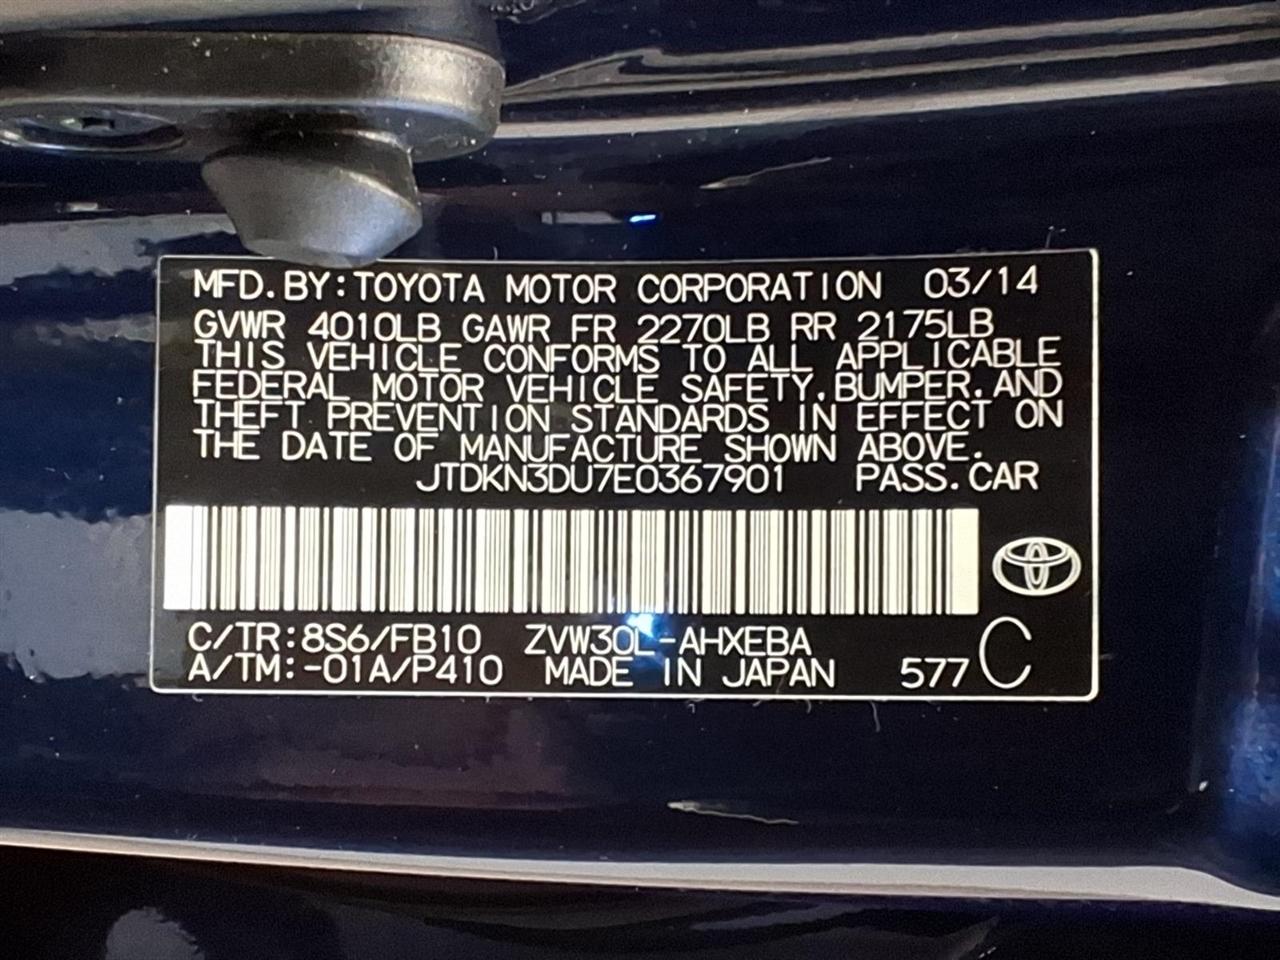 MFD.BY:TOYOTA MOTOR CORPORATION 03/14
GVWR 4010LB GAWR FR 2270LB RR 2175LB
THIS VEHICLE CONFORMS TO ALL APPLICABLE
FEDERAL MOTOR VEHICLE SAFETY,BUMPER,AND
THEFT PREVENTION STANDARDS IN EFFECT ON
THE DATE OF MANUFACTURE SHOWN ABOVE.
JTDKN3DU7E0367901 PASS.CAR
C/TR:8S6/FB10 ZVW30L-AHXEBA
A/TM:-01A/P410 MADE IN JAPAN 577 C